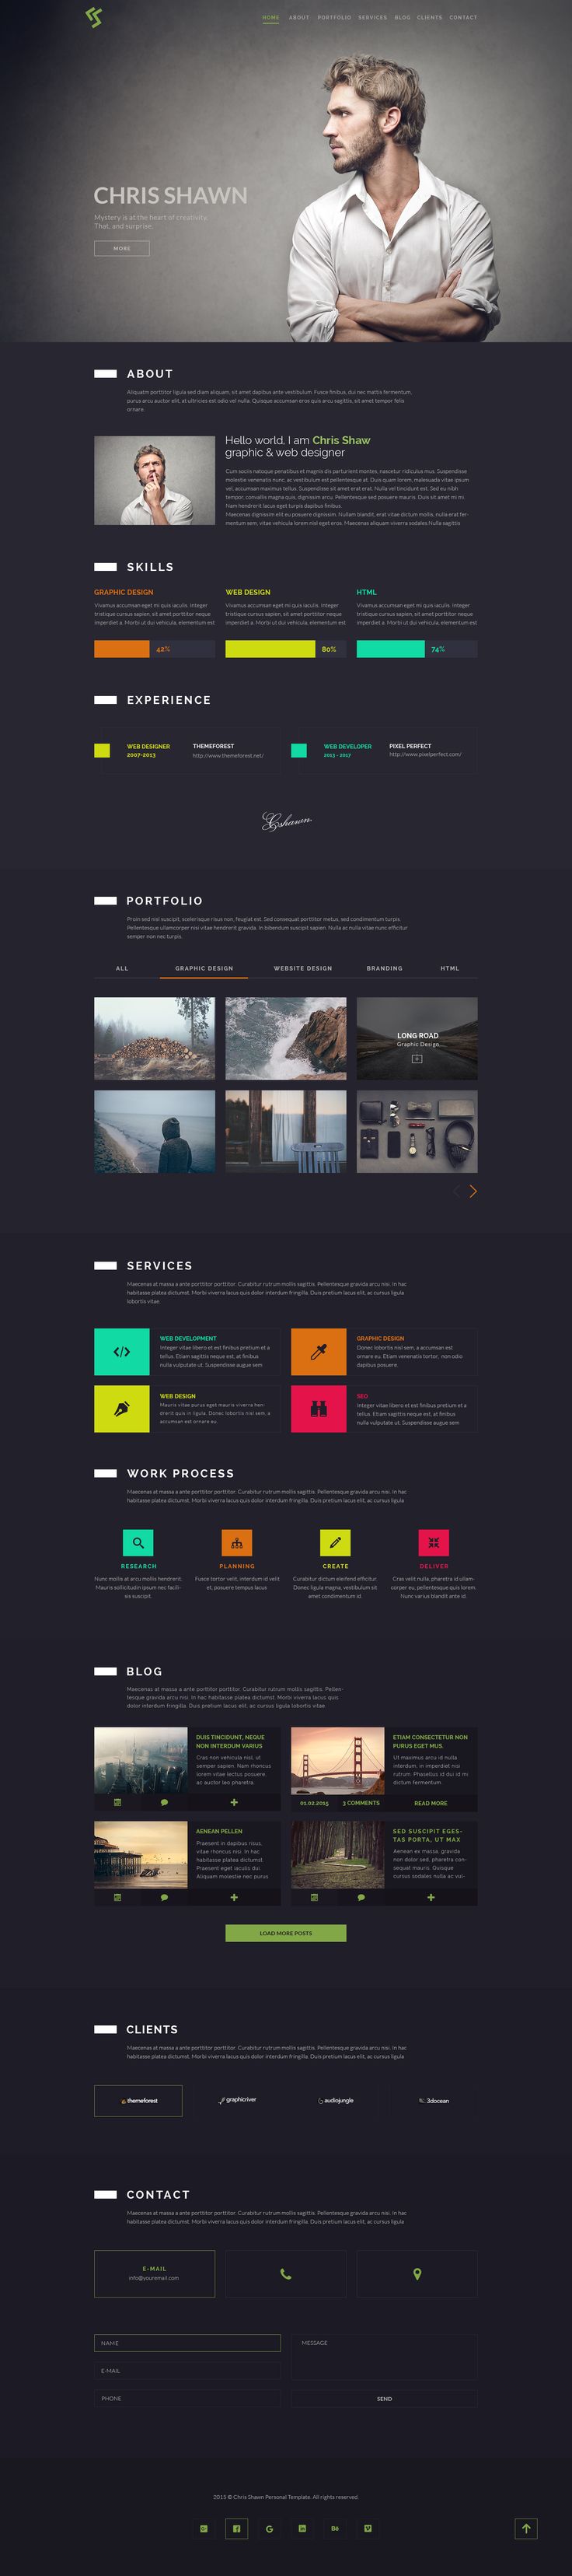 HOME ABOUT PORTFOLIO SERVICES BLOG CLIENTS CONTACT
CHRIS SHAWN
Mystery is at the heart of creativity.
That, and surprise.
MORE
ABOUT
Aliquatm porttitor ligula sed diam aliquam, sit amet dapibus ante vestibulum. Fusce finibus, dui nec mattis fermentum,
purus arcu auctor elit, at ultricies est odio vel nulla. Quisque accumsan eros quis arcu sagittis, sit amet tempor felis
ornare.
Hello world, I am Chris Shaw
graphic & web designer
Cum sociis natoque penatibus et magnis dis parturient montes, nascetur ridiculus mus. Suspendisse
molestie venenatis nunc, ac vestibulum est pellentesque at. Duis quam lorem, malesuada vitae ipsum
vel, accumsan maximus tellus. Suspendisse sit amet erat erat. Nulla vel tincidunt est. Sed eu nibh
tempor, convallis magna quis, dignissim arcu. Pellentesque sed posuere mauris. Duis sit amet mi mi.
Nam hendrerit lacus eget turpis dapibus finibus.
Maecenas dignissim elit eu posuere dignissim. Nullam blandit, erat vitae dictum mollis, nulla erat fer-
mentum sem, vitae vehicula lorem nisl eget eros. Maecenas aliquam viverra sodales.Nulla sagittis
SKILLS
GRAPHIC DESIGN
Vivamus accumsan eget mi quis iaculis. Integer
tristique cursus sapien, sit amet congue neque
imperdiet a. Morbi ut dui vehicula, elementum est
42%
WEB DESIGN
Vivamus accumsan eget mi quis iaculis. Integer
tristique cursus sapien, sit amet congue neque
imperdiet a. Morbi ut dui vehicula, elementum est
80%
HTML
Vivamus accumsan eget mi quis iaculis. Integer
tristique cursus sapien, sit amet congue neque
imperdiet a. Morbi ut dui vehicula, elementum est
74%
EXPERIENCE
WEB DESIGNER
2007-2013
THEMEFOREST
http://www.themeforest.net/
WEB DEVELOPER
2013 - 2017
PIXEL PERFECT
http://www.pixelperfect.com/
Cshawn
PORTFOLIO
Proin sed nisl suscipit, scelerisque risus non, feugiat est. Sed consequat porttitor metus, sed condimentum turpis.
Pellentesque ullamcorper nisi vitae hendrerit gravida. In bibendum suscipit sapien. Nulla ac nulla vitae nunc efficitur
semper non nec turpis.
ALL GRAPHIC DESIGN WEBSITE DESIGN BRANDING HTML
LONG ROAD
Graphic Design
SERVICES
Maecenas at massa a ante porttitor porttitor. Curabitur rutrum mollis sagittis. Pellentesque gravida arcu nisi. In hac
habitasse platea dictumst. Morbi viverra lacus quis dolor interdum fringilla. Duis pretium lacus elit, ac cursus ligula
lobortis vitae.
WEB DEVELOPMENT
Integer vitae libero et est finibus pretium et a
tellus. Etiam sagittis neque est, at finibus
nulla vulputate ut. Suspendisse augue sem
GRAPHIC DESIGN
Donec lobortis nisl sem, a accumsan est
ornare eu. Etiam venenatis tortor, non odio
dapibus posuere.
WEB DESIGN
Mauris vitae purus eget mauris viverra hen-
drerit quis in ligula. Donec lobortis nisl sem, a
accumsan est ornare eu.
SEO
Integer vitae libero et est finibus pretium et a
tellus. Etiam sagittis neque est, at finibus
nulla vulputate ut. Suspendisse augue sem
WORK PROCESS
Maecenas at massa a ante porttitor porttitor. Curabitur rutrum mollis sagittis. Pellentesque gravida arcu nisi. In hac
habitasse platea dictumst. Morbi viverra lacus quis dolor interdum fringilla. Duis pretium lacus elit, ac cursus ligula
RESEARCH
Nunc mollis at arcu mollis hendrerit.
Mauris sollicitudin ipsum nec facili-
sis suscipit.
PLANNING
Fusce tortor velit, interdum id velit
et, posuere tempus lacus
CREATE
Curabitur dictum eleifend efficitur.
Donec ligula magna, vestibulum sit
amet condimentum id.
DELIVER
Cras velit nulla, pharetra id ullam-
corper eu, pellentesque quis lorem.
Nunc varius blandit ante id.
BLOG
Maecenas at massa a ante porttitor porttitor. Curabitur rutrum mollis sagittis. Pellen-
tesque gravida arcu nisi. In hac habitasse platea dictumst. Morbi viverra lacus quis
dolor interdum fringilla. Duis pretium lacus elit, ac cursus ligula lobortis vitae.
DUIS TINCIDUNT, NEQUE
NON INTERDUM VARIUS
Cras non vehicula nisl, ut
semper sapien. Nam rhoncus
lorem vitae lectus posuere,
ac auctor leo pharetra.
ETIAM CONSECTETUR NON
PURUS EGET MUS.
Ut maximus arcu id nulla
interdum, in imperdiet nisi
rutrum. Phasellus id dui id mi
dictum fermentum
01.02.2015 3 COMMENTS READ MORE
AENEAN PELLEN
Praesent in dapibus risus,
vitae rhoncus nisi. In hac
habitasse platea dictumst.
Praesent eget iaculis dui.
Aliquam molestie nec purus
SED SUSCIPIT EGES-
TAS PORTA, UT MAX
Aenean ex massa, gravida
non dolor sed, pharetra con-
sequat mauris. Quisque
cursus sodales nulla ac vol-
LOAD MORE POSTS
CLIENTS
Maecenas at massa a ante porttitor porttitor. Curabitur rutrum mollis sagittis. Pellentesque gravida arcu nisi. In hac
habitasse platea dictumst. Morbi viverra lacus quis dolor interdum fringilla. Duis pretium lacus elit, ac cursus ligula
themeforest graphicriver audiojungle 3docean
CONTACT
Maecenas at massa a ante porttitor porttitor. Curabitur rutrum mollis sagittis. Pellentesque gravida arcu nisi. In hac
habitasse platea dictumst. Morbi viverra lacus quis dolor interdum fringilla. Duis pretium lacus elit, ac cursus ligula
E-MAIL
info@youremail.com
NAME
E-MAIL
PHONE
MESSAGE
SEND
2015 © Chris Shawn Personal Template. All rights reserved.